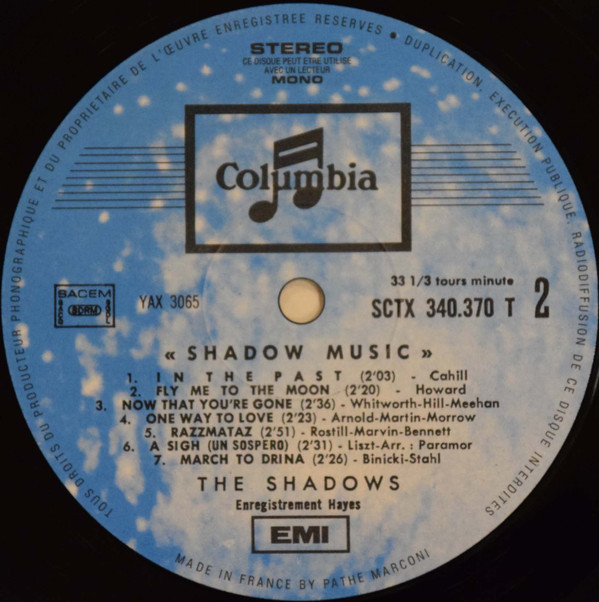 TOUS DROITS DU PRODUCTEUR PHONOGRAPHIQUE ET DU PROPRIETAIRE DE L'ŒUVRE ENREGISTREE RESERVES • DUPLICATION, EXECUTION PUBLIQUE, RADIODIFFUSION DE CE DISQUE INTERDITES
STEREO
CE DISQUE PEUT ETRE UTILISE
AVEC UN LECTEUR
MONO
Columbia
33 1/3 tours minute
SACEM
BDRM
YAX 3065
SCTX 340.370 T 2
« SHADOW MUSIC »
1. IN THE PAST (2'03) - Cahill
2. FLY ME TO THE MOON (2'20) - Howard
3. NOW THAT YOU'RE GONE (2'36) - Whitworth-Hill-Meehan
4. ONE WAY TO LOVE (2'23) - Arnold-Martin-Morrow
5. RAZZMATAZ (2'51) - Rostill-Marvin-Bennett
6. A SIGH (UN SOSPERO) (2'31) - Liszt-Arr. : Paramor
7. MARCH TO DRINA (2'26) - Binicki-Stahl
THE SHADOWS
Enregistrement Hayes
EMI
MADE IN FRANCE BY PATHE MARCONI